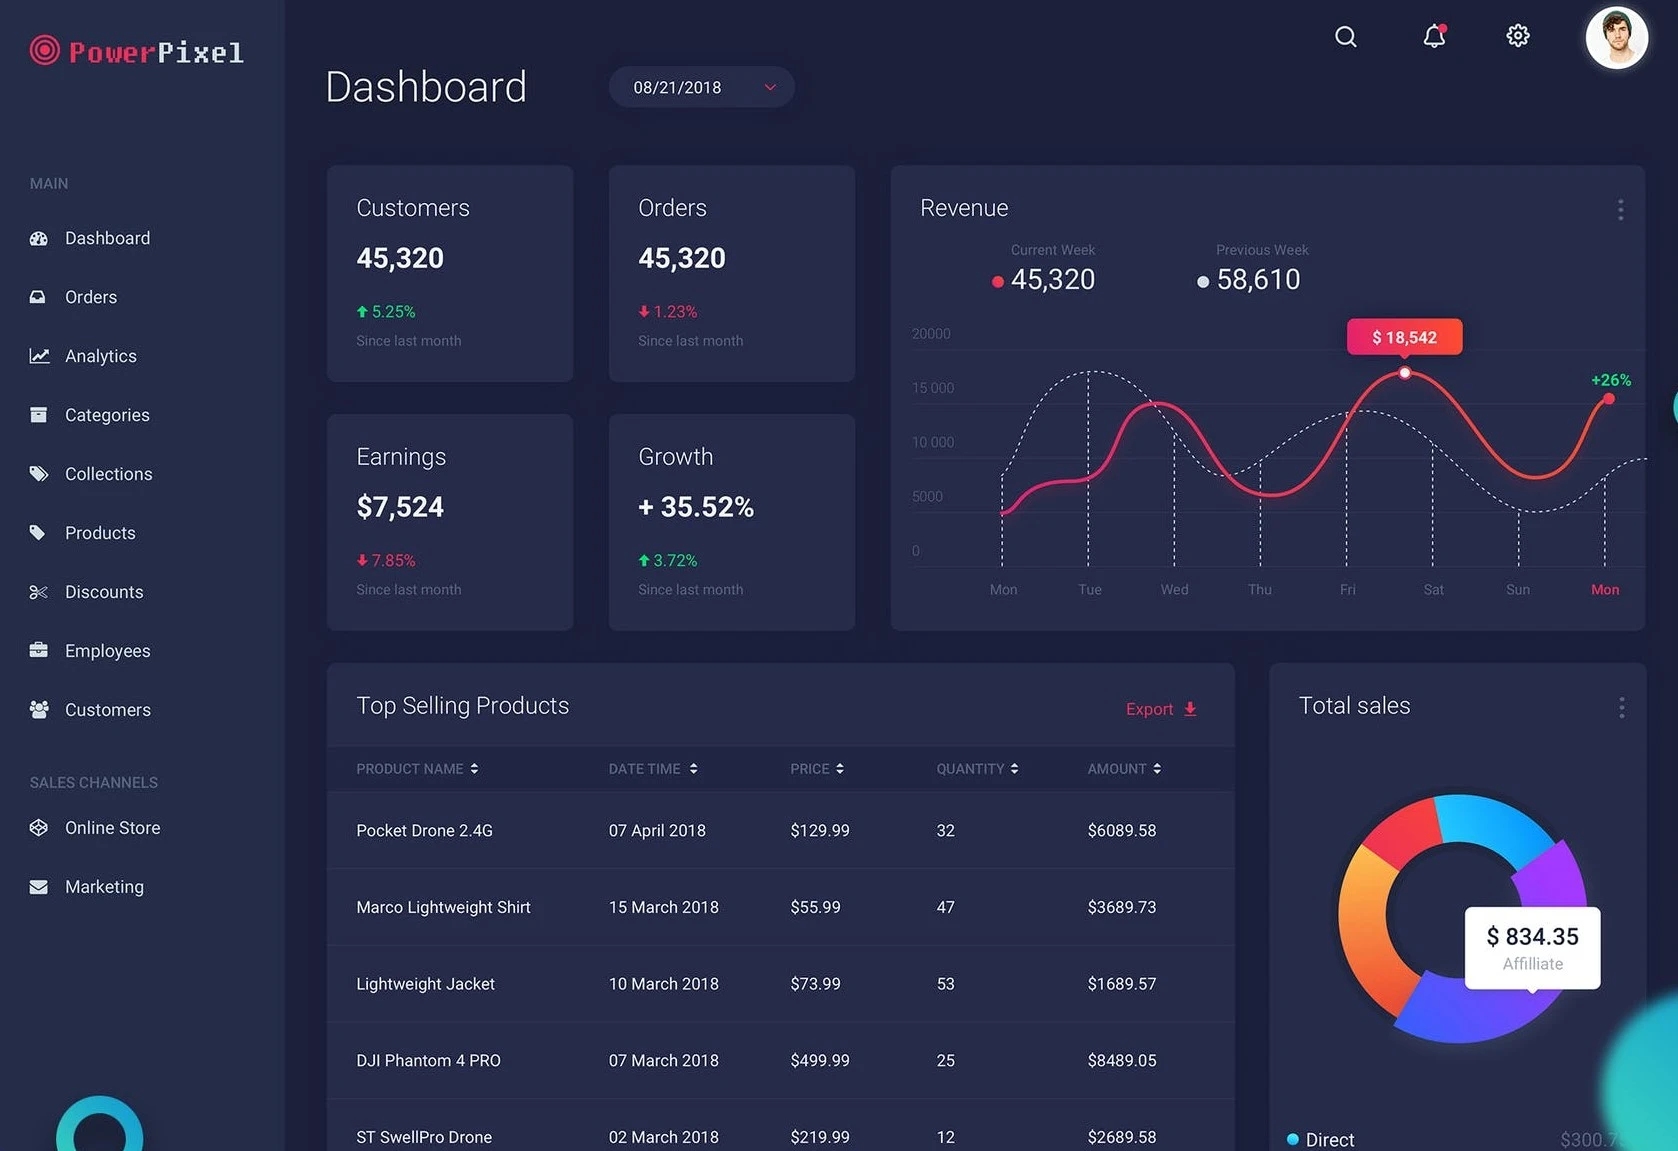 PowerPixel
Dashboard
08/21/2018
MAIN
Dashboard
Orders
Analytics
Categories
Collections
Products
Discounts
Employees
Customers
SALES CHANNELS
Online Store
Marketing
Customers
45,320
5.25%
Since last month
Orders
45,320
1.23%
Since last month
Earnings
$7,524
7.85%
Since last month
Growth
+ 35.52%
3.72%
Since last month
Revenue
Current Week
45,320
Previous Week
58,610
20000
15 000
10 000
5000
0
$ 18,542
+26%
Mon Tue Wed Thu Fri Sat Sun Mon
Top Selling Products
Export
PRODUCT NAME DATE TIME PRICE QUANTITY AMOUNT
Pocket Drone 2.4G 07 April 2018 $129.99 32 $6089.58
Marco Lightweight Shirt 15 March 2018 $55.99 47 $3689.73
Lightweight Jacket 10 March 2018 $73.99 53 $1689.57
DJI Phantom 4 PRO 07 March 2018 $499.99 25 $8489.05
ST SwellPro Drone 02 March 2018 $219.99 12 $2689.58
Total sales
$ 834.35
Affilliate
Direct